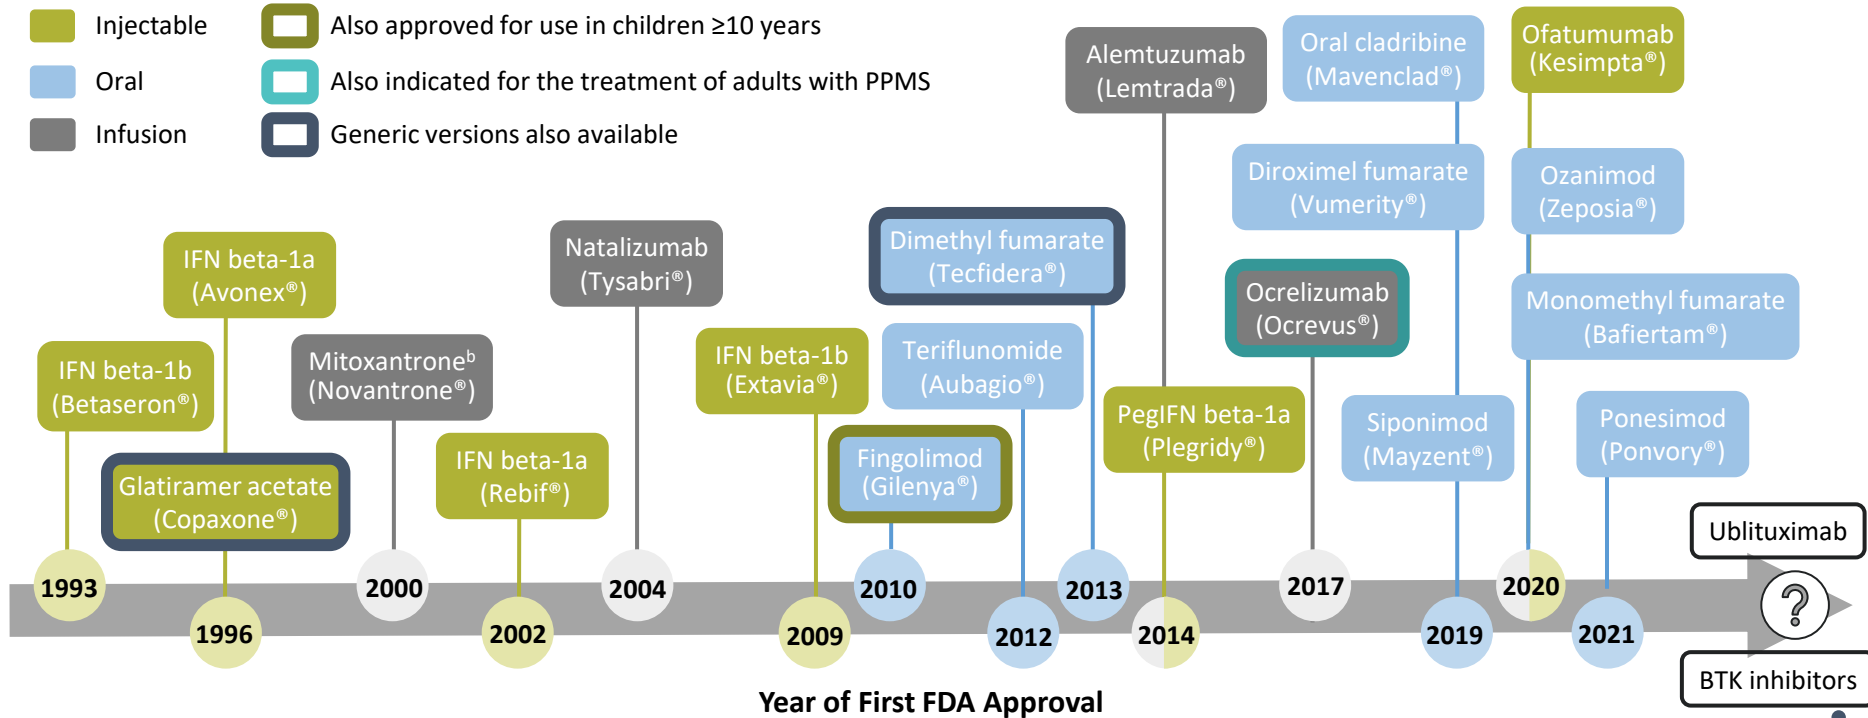 Injectable
Oral
Infusion
Also approved for use in children ≥10 years
Also indicated for the treatment of adults with PPMS
Generic versions also available
IFN beta-1b
(Betaseron®)
IFN beta-1a
(Avonex®)
Glatiramer acetate
(Copaxone®)
Mitoxantroneᵇ
(Novantrone®)
IFN beta-1a
(Rebif®)
Natalizumab
(Tysabri®)
IFN beta-1b
(Extavia®)
Fingolimod
(Gilenya®)
Teriflunomide
(Aubagio®)
Dimethyl fumarate
(Tecfidera®)
Alemtuzumab
(Lemtrada®)
PegIFN beta-1a
(Plegridy®)
Ocrelizumab
(Ocrevus®)
Oral cladribine
(Mavenclad®)
Diroximel fumarate
(Vumerity®)
Siponimod
(Mayzent®)
Ofatumumab
(Kesimpta®)
Ozanimod
(Zeposia®)
Monomethyl fumarate
(Bafiertam®)
Ponesimod
(Ponvory®)
Ublituximab
?
BTK inhibitors
1993
1996
2000
2002
2004
2009
2010
2012
2013
2014
2017
2019
2020
2021
Year of First FDA Approval